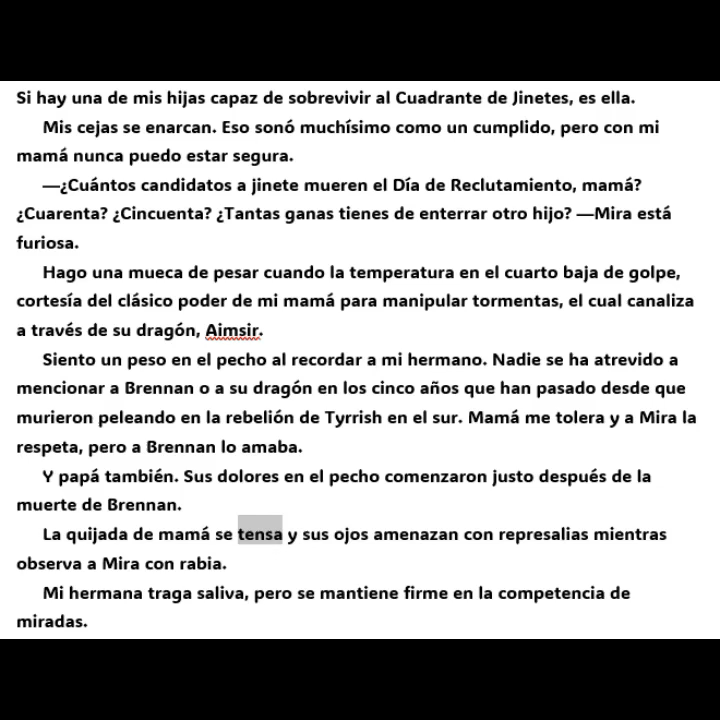 Si hay una de mis hijas capaz de sobrevivir al Cuadrante de Jinetes, es ella.
Mis cejas se enarcan. Eso sonó muchísimo como un cumplido, pero con mi
mamá nunca puedo estar segura.
—¿Cuántos candidatos a jinete mueren el Día de Reclutamiento, mamá?
¿Cuarenta? ¿Cincuenta? ¿Tantas ganas tienes de enterrar otro hijo? —Mira está
furiosa.
Hago una mueca de pesar cuando la temperatura en el cuarto baja de golpe,
cortesía del clásico poder de mi mamá para manipular tormentas, el cual canaliza
a través de su dragón, Aimsir.
Siento un peso en el pecho al recordar a mi hermano. Nadie se ha atrevido a
mencionar a Brennan o a su dragón en los cinco años que han pasado desde que
murieron peleando en la rebelión de Tyrrish en el sur. Mamá me tolera y a Mira la
respeta, pero a Brennan lo amaba.
Y papá también. Sus dolores en el pecho comenzaron justo después de la
muerte de Brennan.
La quijada de mamá se tensa y sus ojos amenazan con represalias mientras
observa a Mira con rabia.
Mi hermana traga saliva, pero se mantiene firme en la competencia de
miradas.